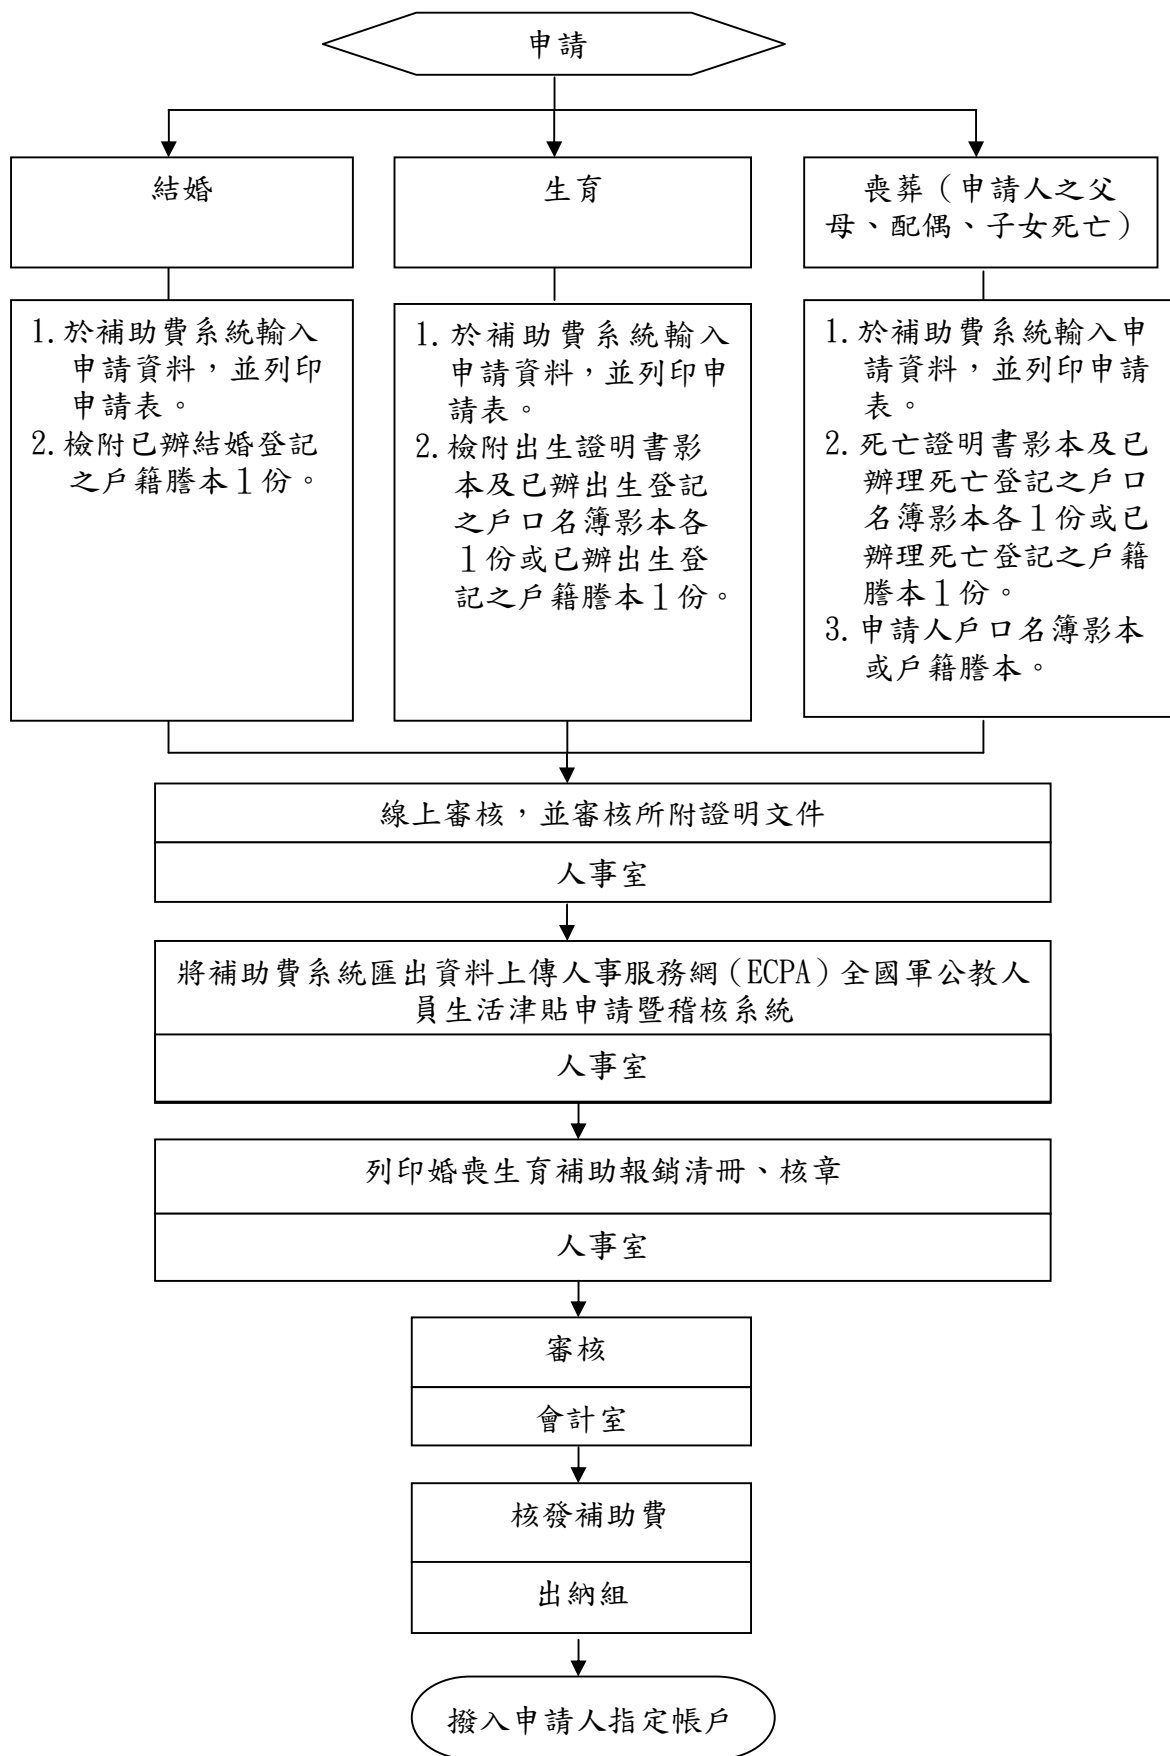 申請
結婚
生育
喪葬（申請人之父
母、配偶、子女死亡）
1.於補助費系統輸入
申請資料，並列印
申請表。
2.檢附已辦結婚登記
之戶籍謄本１份。
1.於補助費系統輸入
申請資料，並列印申
請表。
2.檢附出生證明書影
本及已辦出生登記
之戶口名簿影本各
１份或已辦出生登
記之戶籍謄本１份。
1.於補助費系統輸入申
請資料，並列印申請
表。
2.死亡證明書影本及已
辦理死亡登記之戶口
名簿影本各１份或已
辦理死亡登記之戶籍
謄本１份。
3.申請人戶口名簿影本
或戶籍謄本。
線上審核，並審核所附證明文件
人事室
將補助費系統匯出資料上傳人事服務網（ECPA）全國軍公教人
員生活津貼申請暨稽核系統
人事室
列印婚喪生育補助報銷清冊、核章
人事室
審核
會計室
核發補助費
出納組
撥入申請人指定帳戶